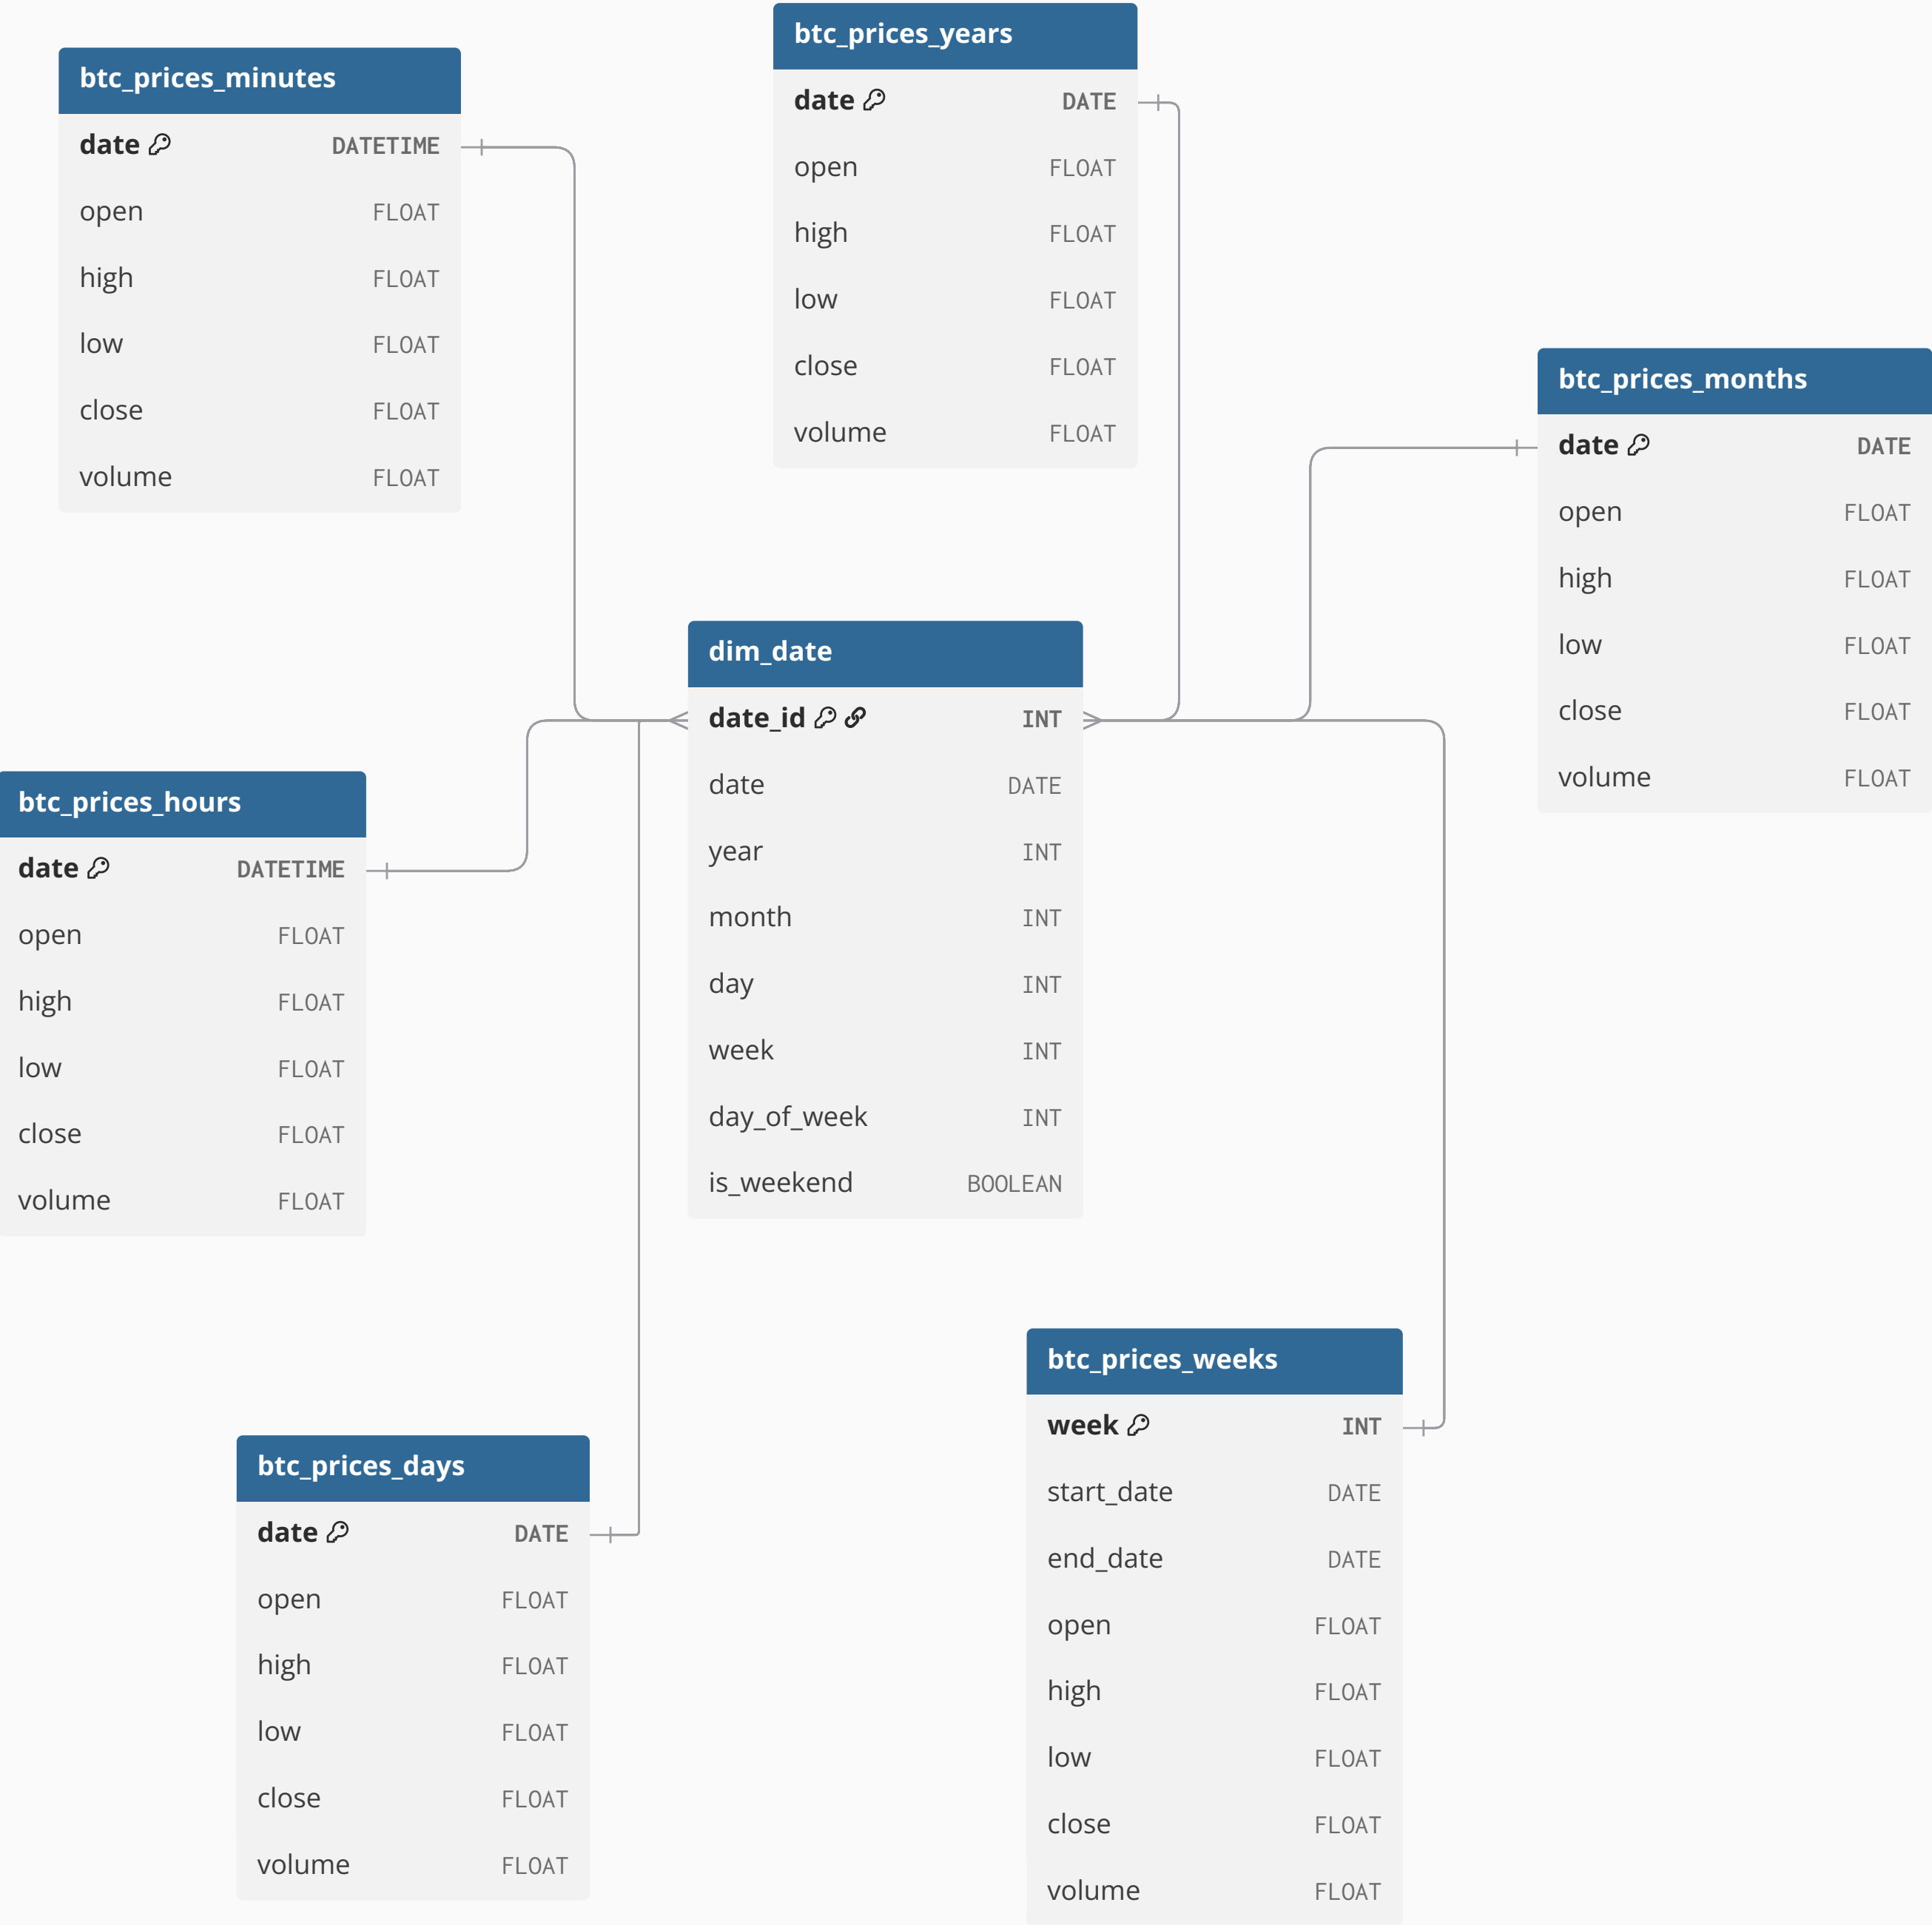 btc_prices_minutes
date DATETIME
open FLOAT
high FLOAT
low FLOAT
close FLOAT
volume FLOAT
btc_prices_years
date DATE
open FLOAT
high FLOAT
low FLOAT
close FLOAT
volume FLOAT
btc_prices_months
date DATE
open FLOAT
high FLOAT
low FLOAT
close FLOAT
volume FLOAT
dim_date
date_id INT
date DATE
year INT
month INT
day INT
week INT
day_of_week INT
is_weekend BOOLEAN
btc_prices_hours
date DATETIME
open FLOAT
high FLOAT
low FLOAT
close FLOAT
volume FLOAT
btc_prices_days
date DATE
open FLOAT
high FLOAT
low FLOAT
close FLOAT
volume FLOAT
btc_prices_weeks
week INT
start_date DATE
end_date DATE
open FLOAT
high FLOAT
low FLOAT
close FLOAT
volume FLOAT